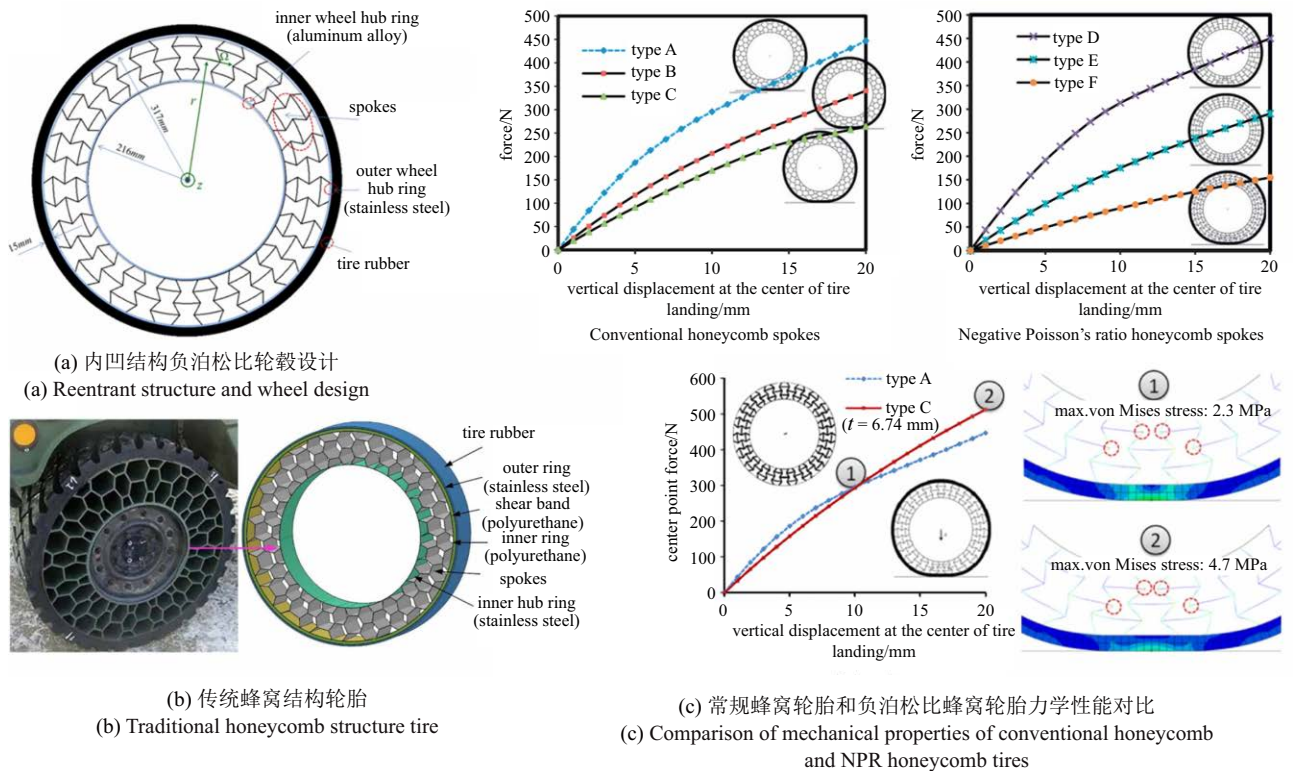 inner wheel hub ring
(aluminum alloy)
Ω
r
317mm
216mm
z
15mm
spokes
outer wheel
hub ring
(stainless steel)
tire rubber
(a) 内凹结构负泊松比轮毂设计
(a) Reentrant structure and wheel design
500
450
400
350
300
250
200
150
100
50
0
force/N
type A
type B
type C
0 5 10 15 20
vertical displacement at the center of tire
landing/mm
Conventional honeycomb spokes
500
450
400
350
300
250
200
150
100
50
0
force/N
type D
type E
type F
0 5 10 15 20
vertical displacement at the center of tire
landing/mm
Negative Poisson's ratio honeycomb spokes
tire rubber
outer ring
(stainless steel)
shear band
(polyurethane)
inner ring
(polyurethane)
spokes
inner hub ring
(stainless steel)
(b) 传统蜂窝结构轮胎
(b) Traditional honeycomb structure tire
600
500
400
300
200
100
0
center point force/N
type A
type C
(t = 6.74 mm)
1
2
0 5 10 15 20
vertical displacement at the center of tire
landing/mm
1
max.von Mises stress: 2.3 MPa
2
max.von Mises stress: 4.7 MPa
(c) 常规蜂窝轮胎和负泊松比蜂窝轮胎力学性能对比
(c) Comparison of mechanical properties of conventional honeycomb
and NPR honeycomb tires